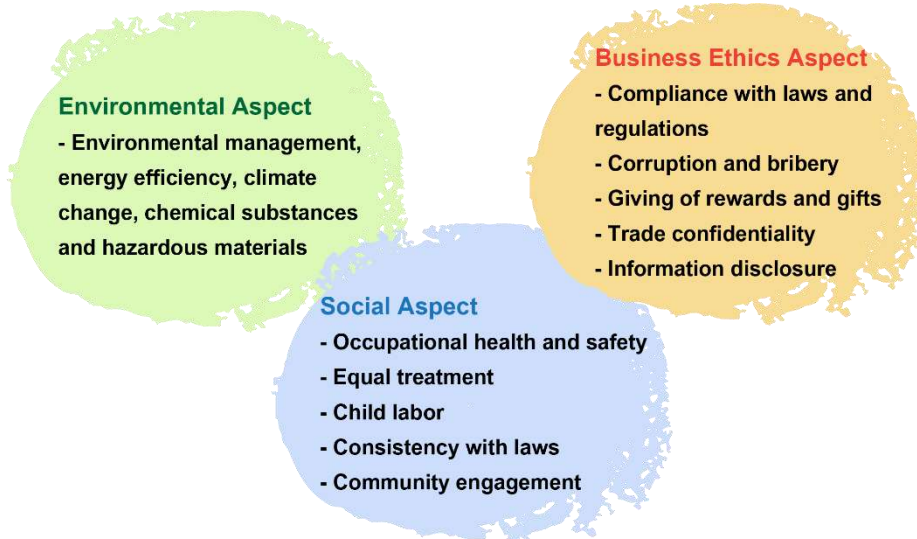 Environmental Aspect
- Environmental management,
energy efficiency, climate
change, chemical substances
and hazardous materials
Business Ethics Aspect
- Compliance with laws and
regulations
- Corruption and bribery
- Giving of rewards and gifts
- Trade confidentiality
- Information disclosure
Social Aspect
- Occupational health and safety
- Equal treatment
- Child labor
- Consistency with laws
- Community engagement